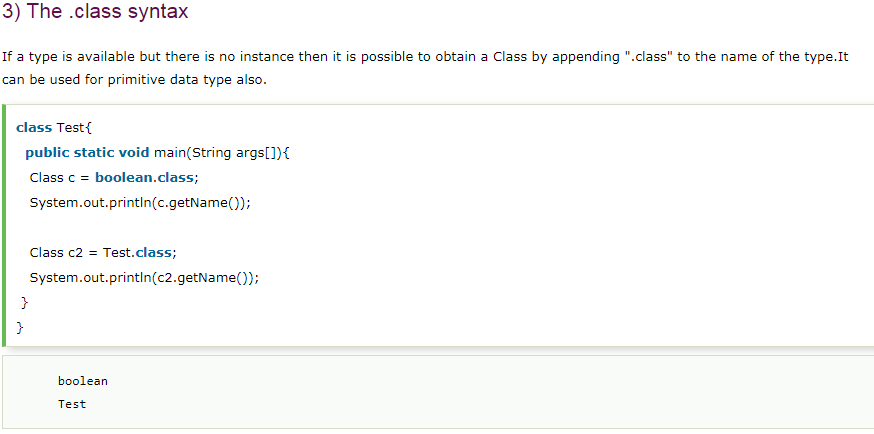 3) The .class syntax
If a type is available but there is no instance then it is possible to obtain a Class by appending ".class" to the name of the type.It
can be used for primitive data type also.
class Test{
public static void main(String args[]){
Class c = boolean.class;
System.out.println(c.getName());
Class c2 = Test.class;
System.out.println(c2.getName());
}
}
boolean
Test